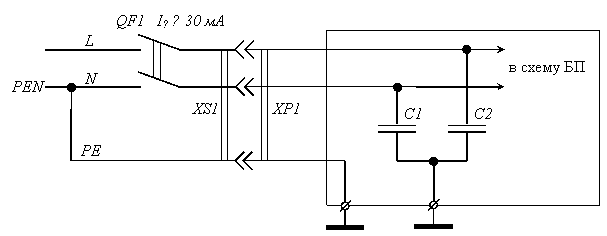 QF1 I? ? 30 мА
L
в схему БП
PEN N
XS1 XP1 C1 C2
PE